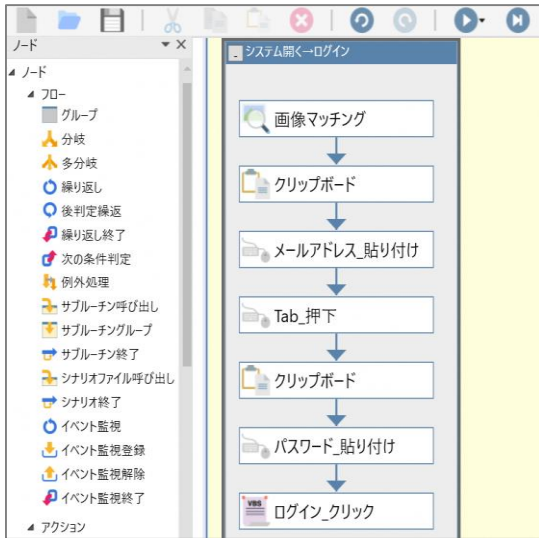 ノード
ノード
フロー
グループ
分岐
多分岐
繰り返し
後判定繰返
繰り返し終了
次の条件判定
例外処理
サブルーチン呼び出し
サブルーチングループ
サブルーチン終了
シナリオファイル呼び出し
シナリオ終了
イベント監視
イベント監視登録
イベント監視解除
イベント監視終了
アクション
システム開く→ログイン
画像マッチング
クリップボード
メールアドレス_貼り付け
Tab_押下
クリップボード
パスワード_貼り付け
VBS
ログイン_クリック